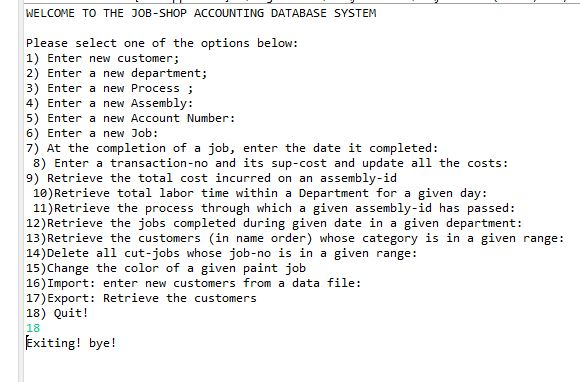 WELCOME TO THE JOB-SHOP ACCOUNTING DATABASE SYSTEM
Please select one of the options below:
1) Enter new customer;
2) Enter a new department;
3) Enter a new Process ;
4) Enter a new Assembly:
5) Enter a new Account Number:
6) Enter a new Job:
7) At the completion of a job, enter the date it completed:
8) Enter a transaction-no and its sup-cost and update all the costs:
9) Retrieve the total cost incurred on an assembly-id
10)Retrieve total labor time within a Department for a given day:
11)Retrieve the process through which a given assembly-id has passed:
12)Retrieve the jobs completed during given date in a given department:
13)Retrieve the customers (in name order) whose category is in a given range:
14)Delete all cut-jobs whose job-no is in a given range:
15)Change the color of a given paint job
16)Import: enter new customers from a data file:
17)Export: Retrieve the customers
18) Quit!
18
Exiting! bye!